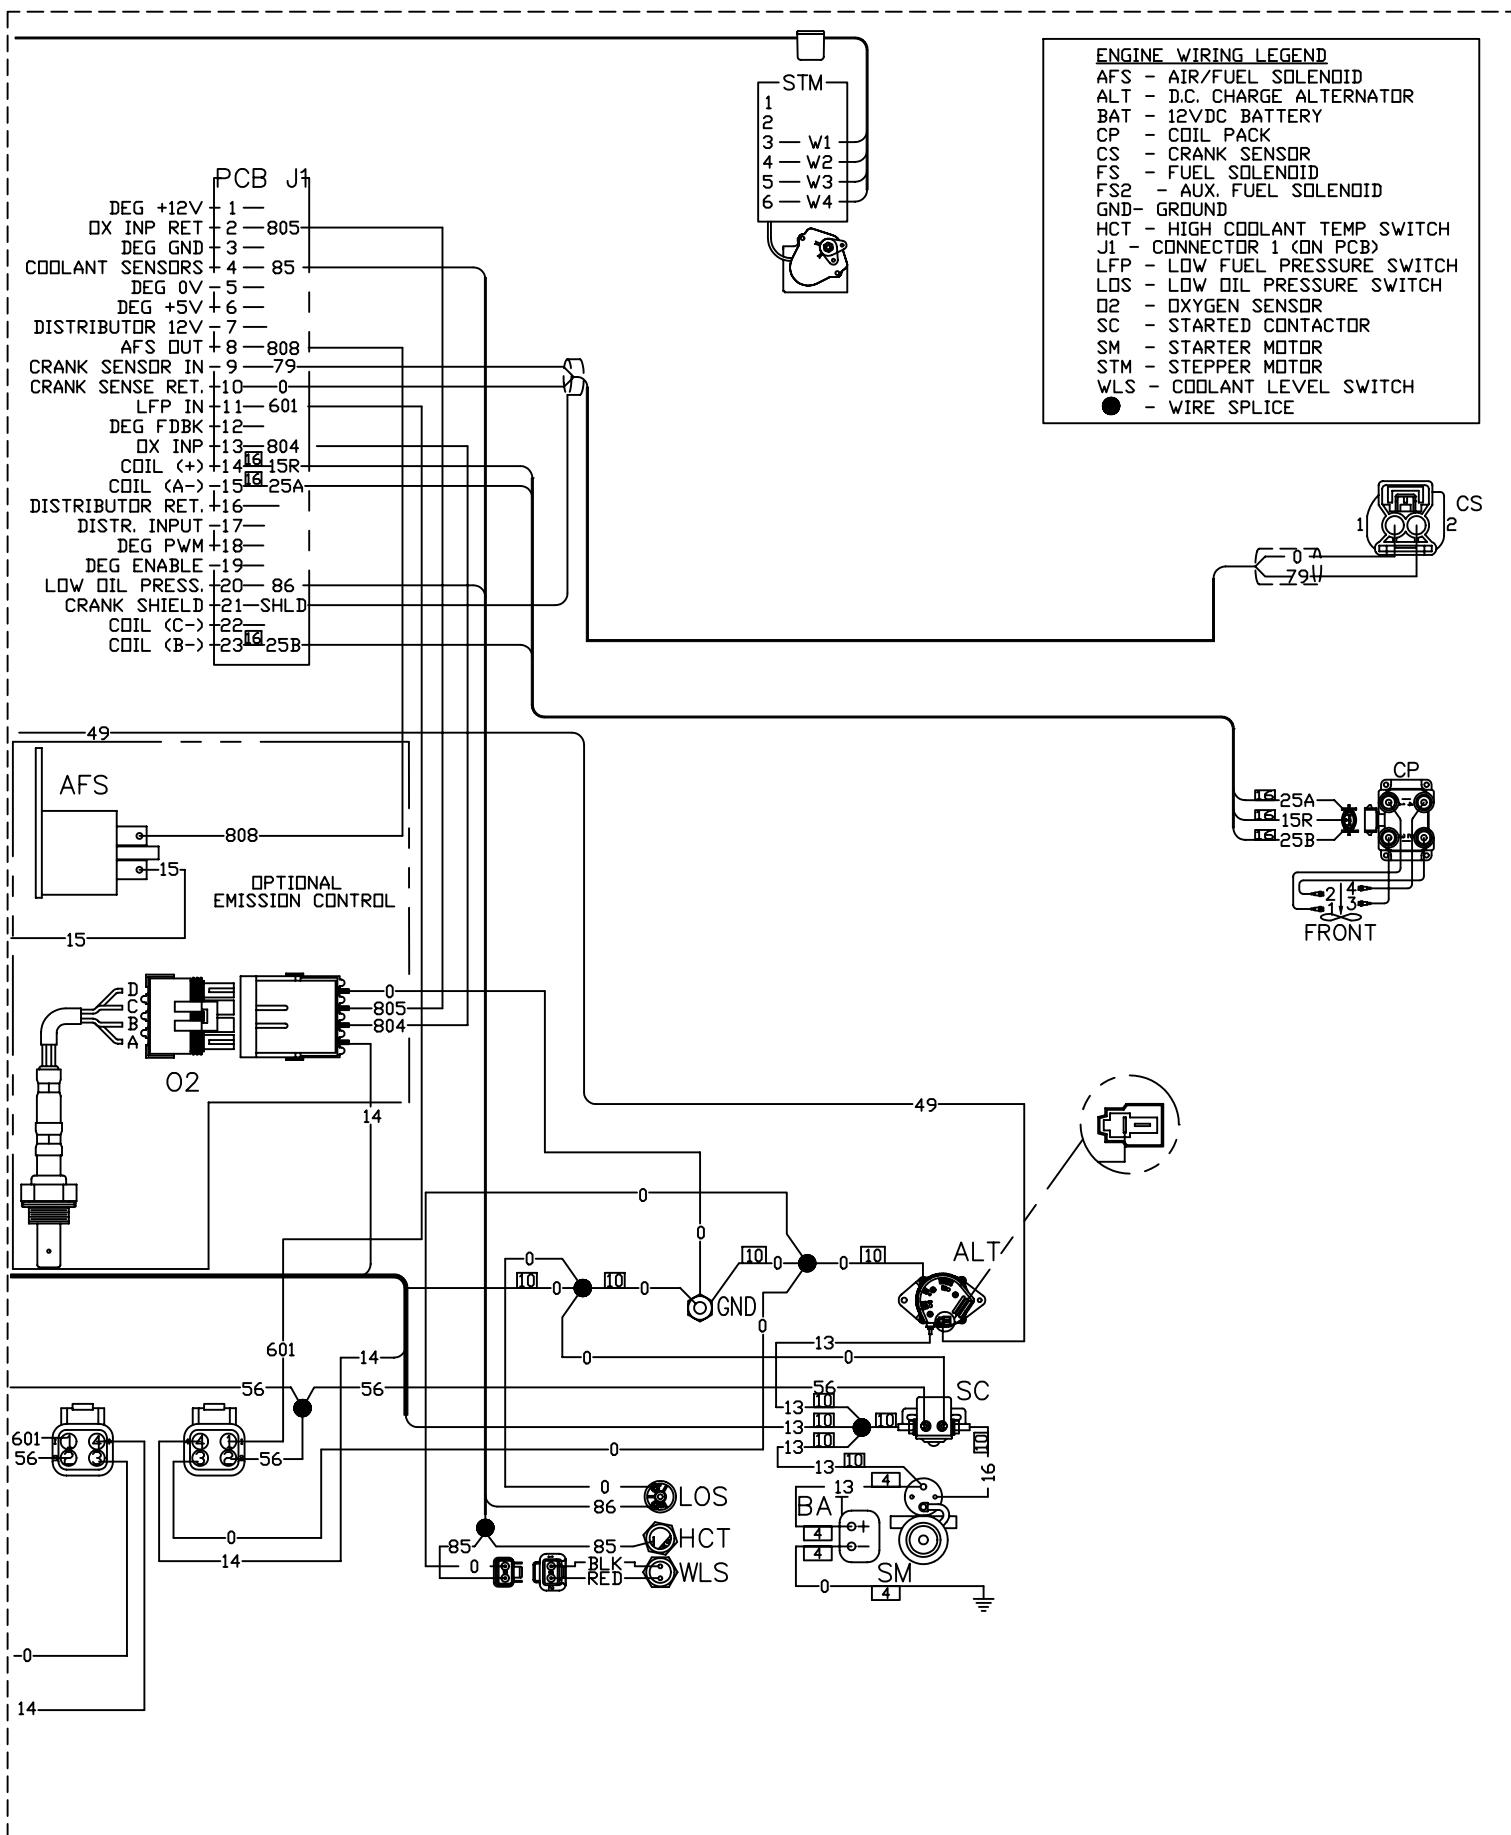 STM
1
2
3 — W1
4 — W2
5 — W3
6 — W4
ENGINE WIRING LEGEND
AFS - AIR/FUEL SOLENOID
ALT - D.C. CHARGE ALTERNATOR
BAT - 12VDC BATTERY
CP - COIL PACK
CS - CRANK SENSOR
FS - FUEL SOLENOID
FS2 - AUX. FUEL SOLENOID
GND- GROUND
HCT - HIGH COOLANT TEMP SWITCH
J1 - CONNECTOR 1 (ON PCB)
LFP - LOW FUEL PRESSURE SWITCH
LOS - LOW OIL PRESSURE SWITCH
O2 - OXYGEN SENSOR
SC - STARTED CONTACTOR
SM - STARTER MOTOR
STM - STEPPER MOTOR
WLS - COOLANT LEVEL SWITCH
- WIRE SPLICE
PCB J1
DEG +12V 1
OX INP RET 2 805
DEG GND 3
COOLANT SENSORS 4 85
DEG 0V 5
DEG +5V 6
DISTRIBUTOR 12V 7
AFS OUT 8 808
CRANK SENSOR IN 9 79
CRANK SENSE RET. 10 0
LFP IN 11 601
DEG FDBK 12
OX INP 13 804
COIL (+) 14 16 15R
COIL (A-) 15 16 25A
DISTRIBUTOR RET. 16
DISTR. INPUT 17
DEG PWM 18
DEG ENABLE 19
LOW OIL PRESS. 20 86
CRANK SHIELD 21 SHLD
COIL (C-) 22
COIL (B-) 23 16 25B
CS
1 2
0
79
49
AFS
808
15
OPTIONAL
EMISSION CONTROL
15
CP
16 25A
16 15R
16 25B
2 4
1 3
FRONT
D
C
B
A
O2
0
805
804
14
49
0
0
0
10 0
0 10
ALT
10 0
10 0
GND
0
13
601
14
0
0
56
56
56
SC
13 10
13 10
10
13 10
13 10
10
16
601
56
1 4
2 3
4 1
3 2
56
0
0
86
LOS
13 4
BAT
4
4
+
-
0
14
85
85
HCT
0
BLK
RED
WLS
SM
0
4
0
14